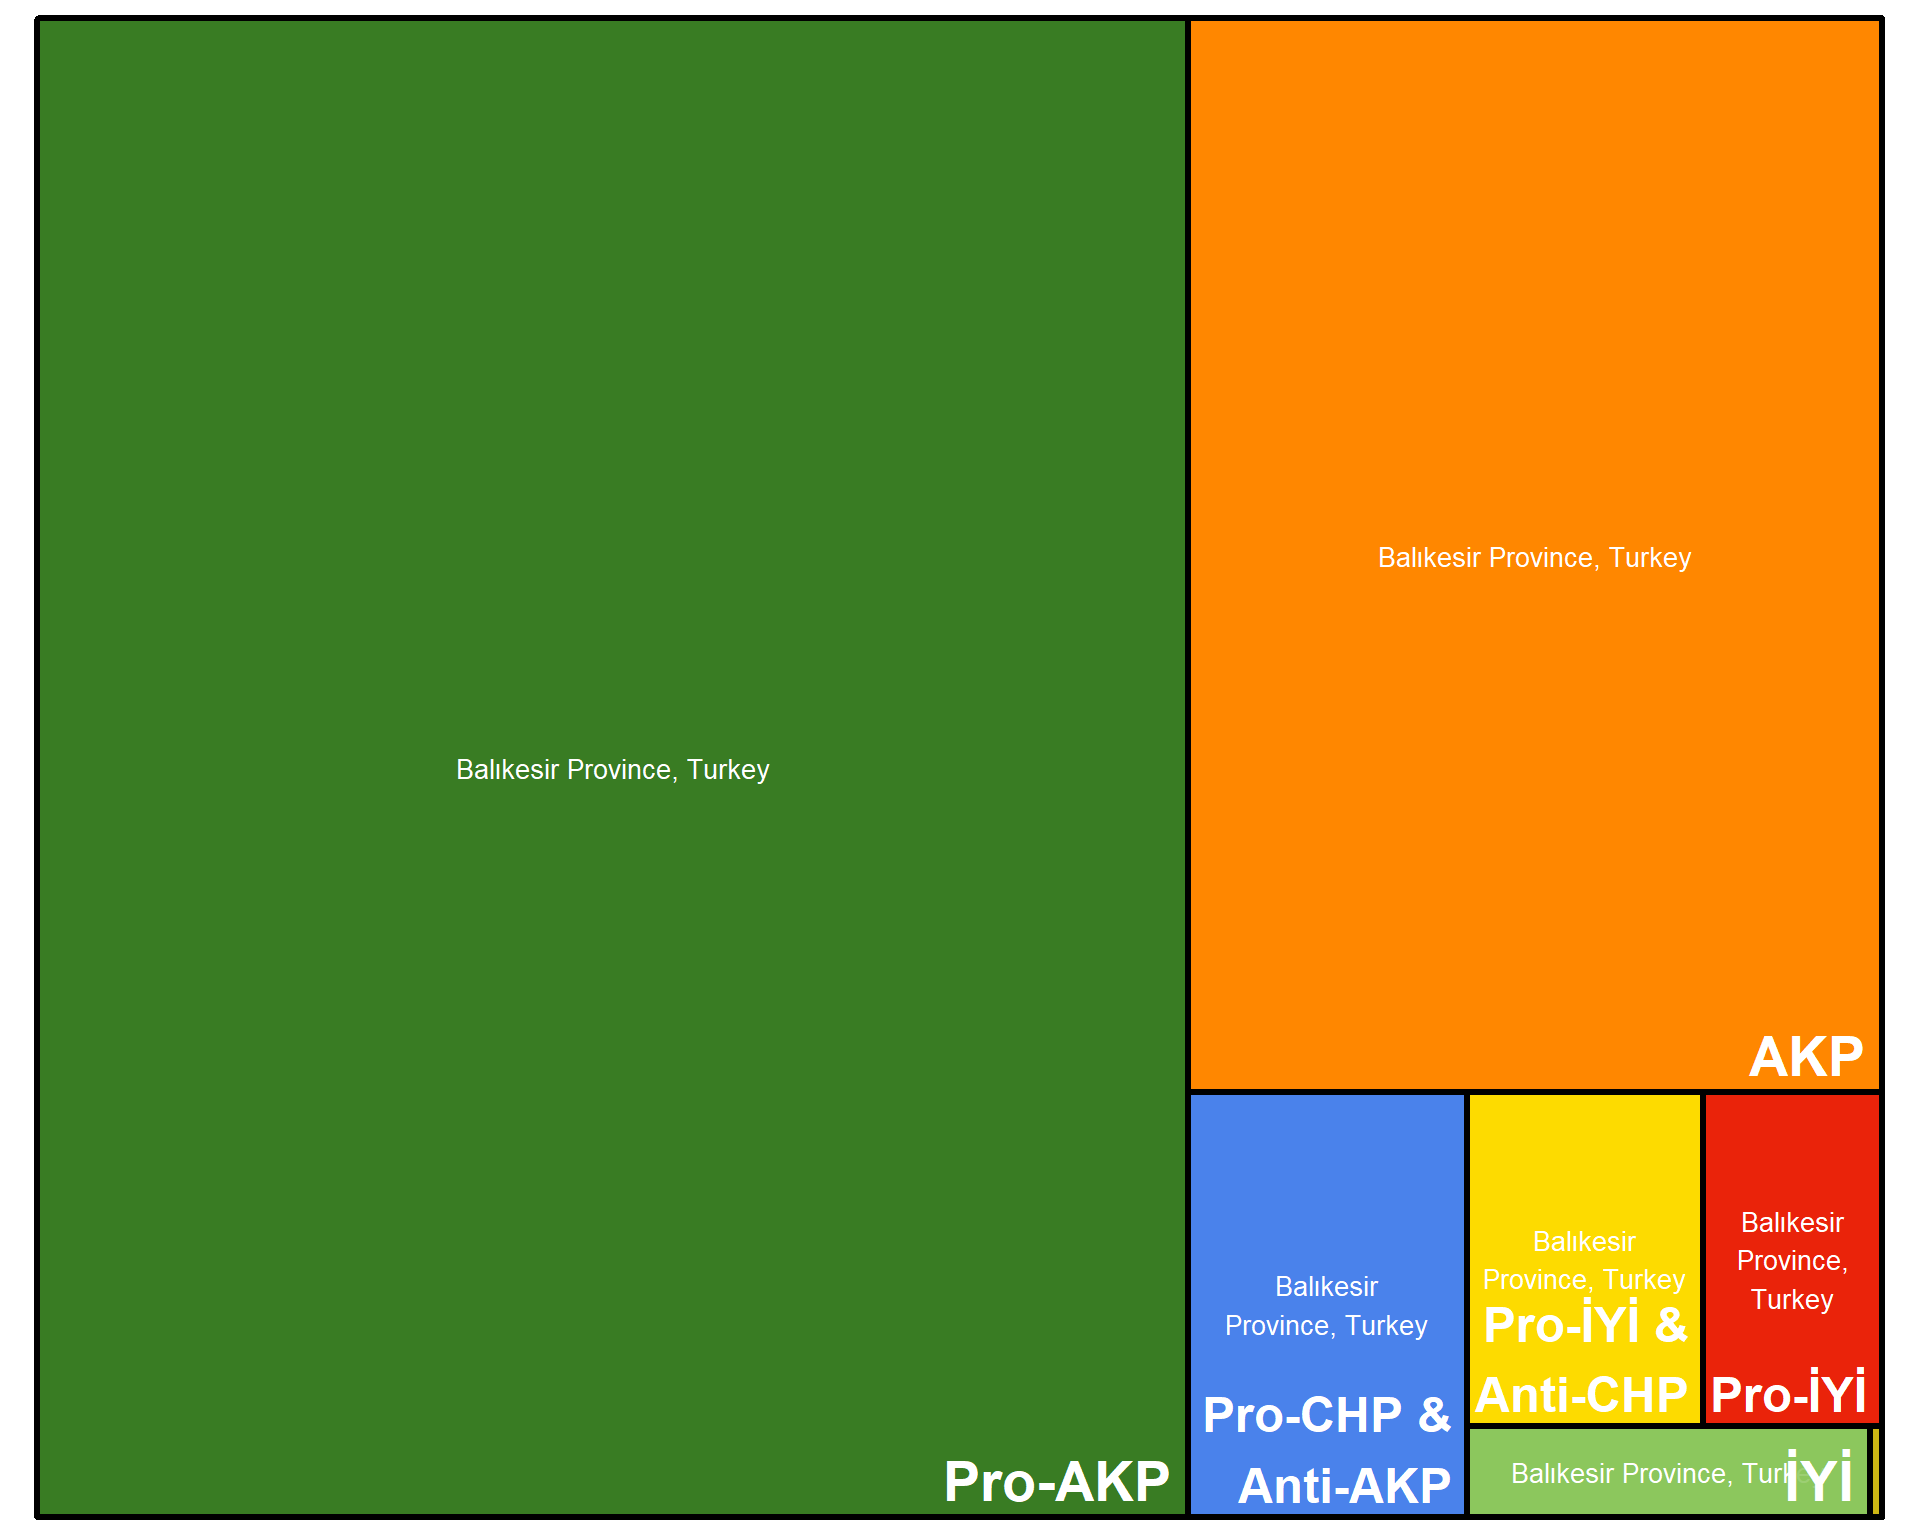 Balıkesir Province, Turkey
Pro-AKP
Balıkesir Province, Turkey
AKP
Balıkesir
Province, Turkey
Pro-CHP &
Anti-AKP
Balıkesir
Province, Turkey
Pro-İYİ &
Anti-CHP
Balıkesir
Province,
Turkey
Pro-İYİ
Balıkesir Province, Turke
İYİ